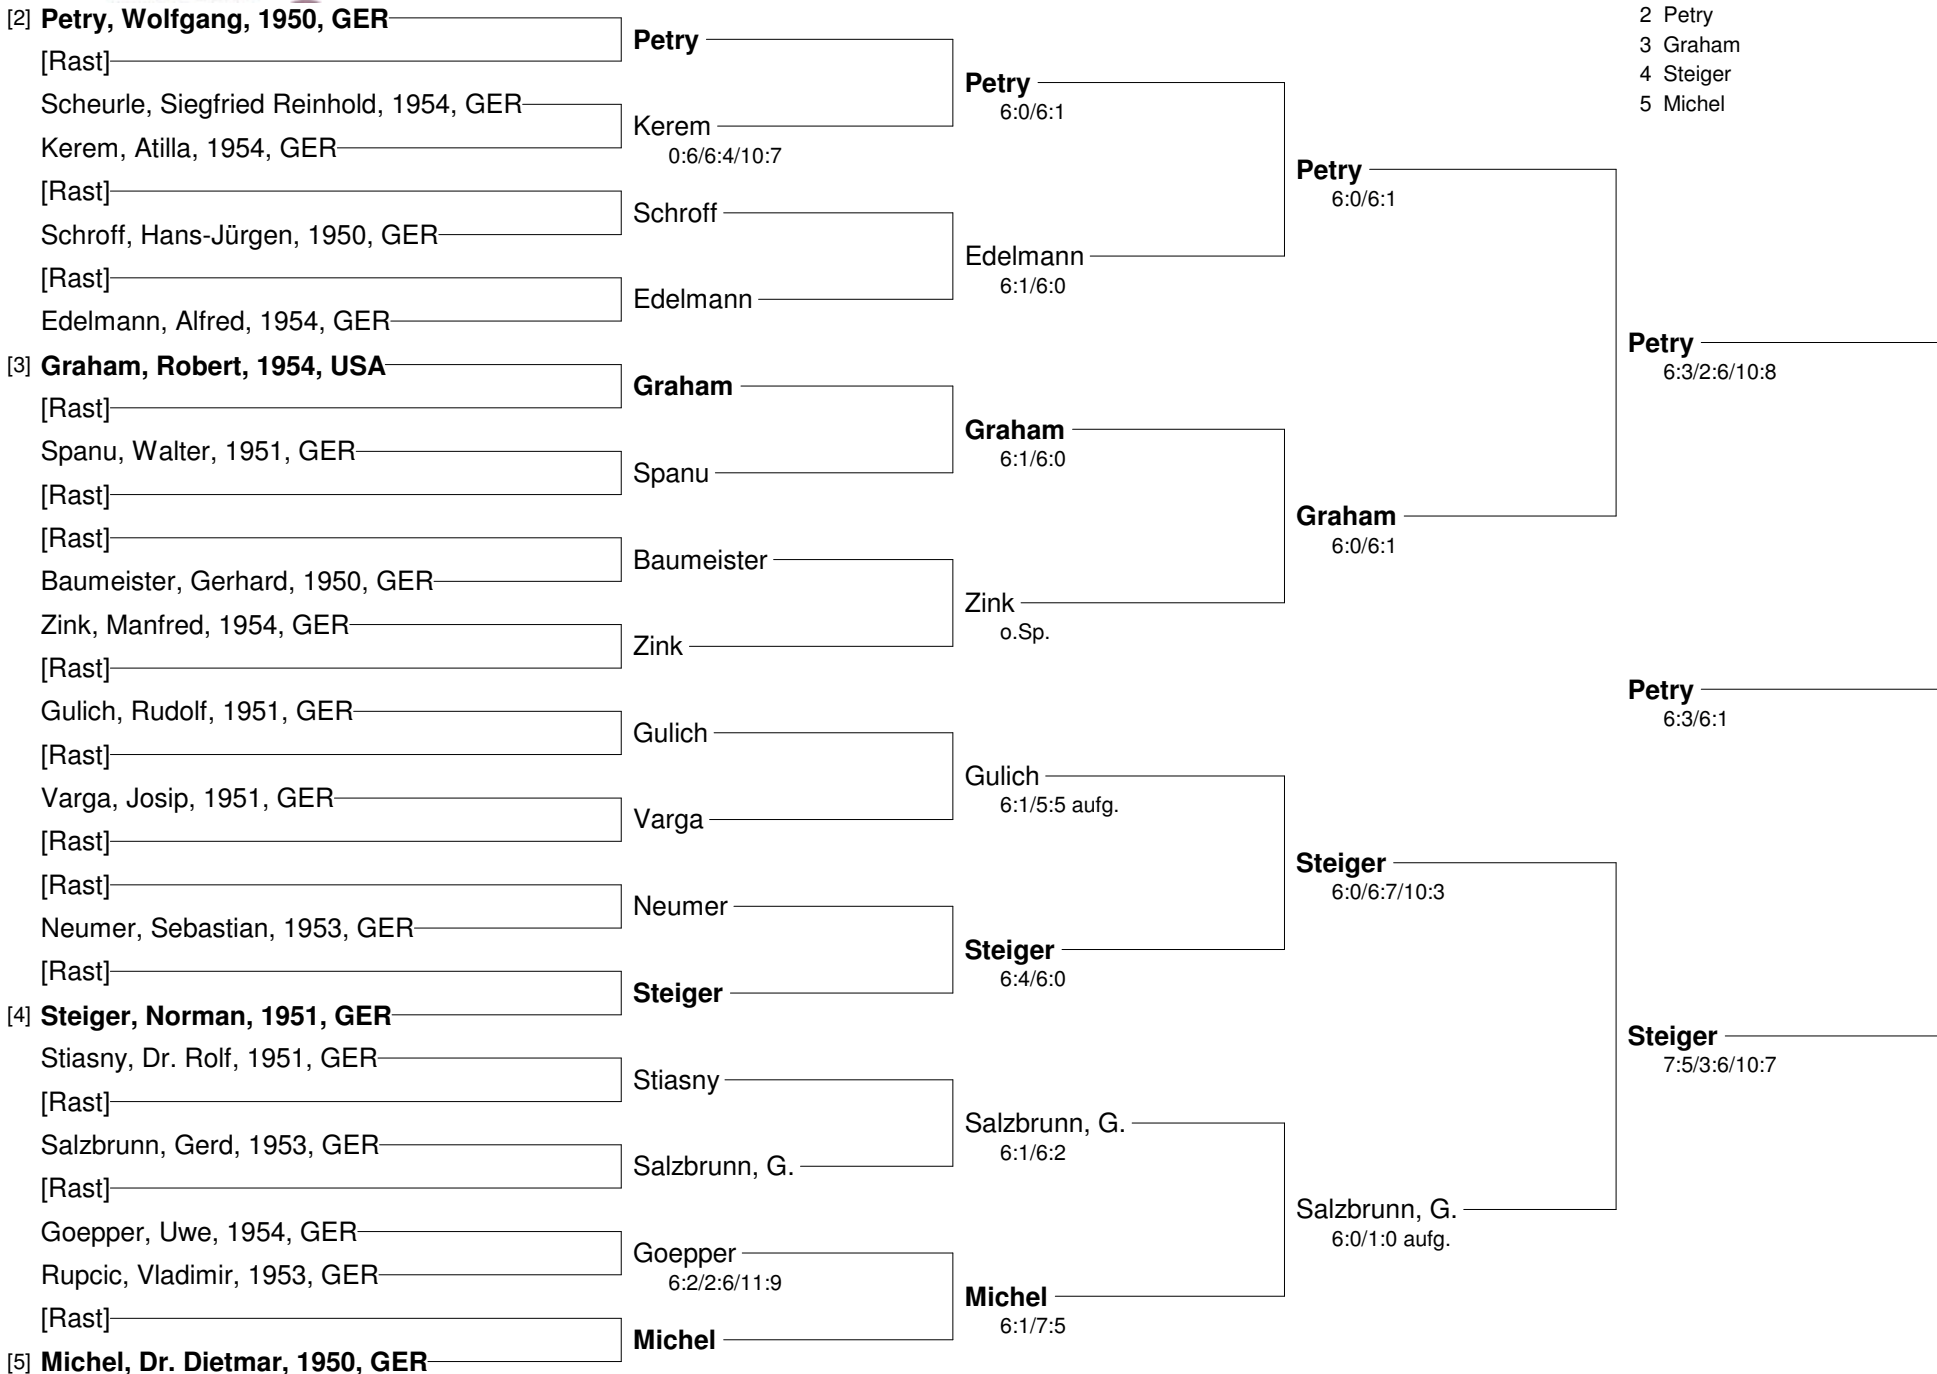 [2] Petry, Wolfgang, 1950, GER
[Rast]
Scheurle, Siegfried Reinhold, 1954, GER
Kerem, Atilla, 1954, GER
[Rast]
Schroff, Hans-Jürgen, 1950, GER
[Rast]
Edelmann, Alfred, 1954, GER
[3] Graham, Robert, 1954, USA
[Rast]
Spanu, Walter, 1951, GER
[Rast]
[Rast]
Baumeister, Gerhard, 1950, GER
Zink, Manfred, 1954, GER
[Rast]
Gulich, Rudolf, 1951, GER
[Rast]
Varga, Josip, 1951, GER
[Rast]
[Rast]
Neumer, Sebastian, 1953, GER
[Rast]
[4] Steiger, Norman, 1951, GER
Stiasny, Dr. Rolf, 1951, GER
[Rast]
Salzbrunn, Gerd, 1953, GER
[Rast]
Goepper, Uwe, 1954, GER
Rupcic, Vladimir, 1953, GER
[Rast]
[5] Michel, Dr. Dietmar, 1950, GER
Petry
Kerem
0:6/6:4/10:7
Schroff
Edelmann
Graham
Spanu
Baumeister
Zink
Gulich
Varga
Neumer
Steiger
Stiasny
Salzbrunn, G.
Goepper
6:2/2:6/11:9
Michel
Petry
6:0/6:1
Edelmann
6:1/6:0
Graham
6:1/6:0
Zink
o.Sp.
Gulich
6:1/5:5 aufg.
Steiger
6:4/6:0
Salzbrunn, G.
6:1/6:2
Michel
6:1/7:5
Petry
6:0/6:1
Graham
6:0/6:1
Steiger
6:0/6:7/10:3
Salzbrunn, G.
6:0/1:0 aufg.
2 Petry
3 Graham
4 Steiger
5 Michel
Petry
6:3/2:6/10:8
Petry
6:3/6:1
Steiger
7:5/3:6/10:7